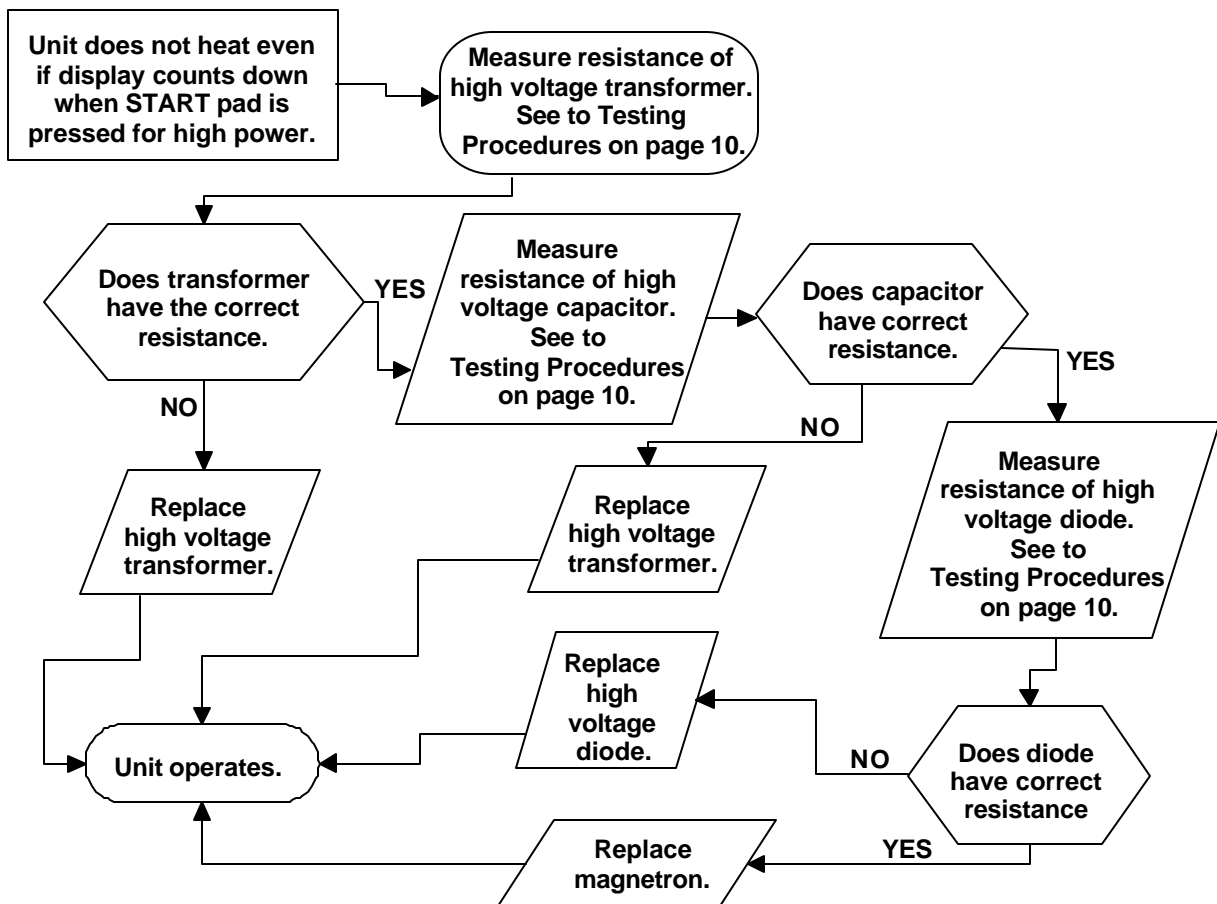 Unit does not heat even
if display counts down
when START pad is
pressed for high power.
Measure resistance of
high voltage transformer.
See to Testing
Procedures on page 10.
Does transformer
have the correct
resistance.
YES
NO
Measure
resistance of high
voltage capacitor.
See to
Testing Procedures
on page 10.
Does capacitor
have correct
resistance.
YES
NO
Replace
high voltage
transformer.
Replace
high voltage
transformer.
Measure
resistance of high
voltage diode.
See to
Testing Procedures
on page 10.
Replace
high
voltage
diode.
Unit operates.
NO
Does diode
have correct
resistance
YES
Replace
magnetron.